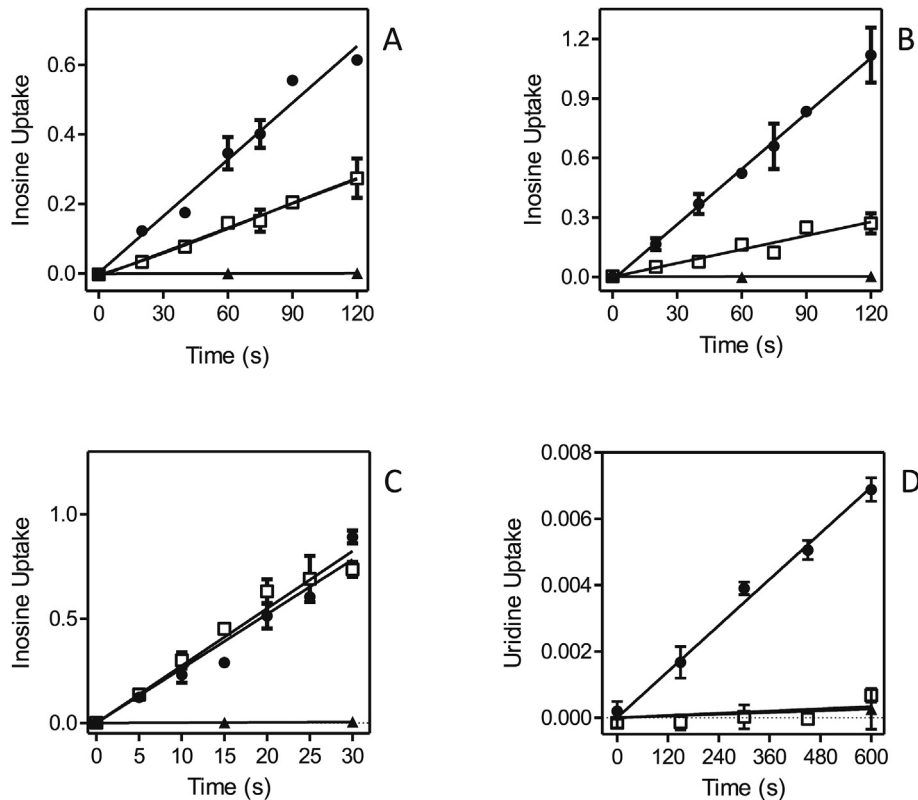 A
Inosine Uptake
0.6
0.4
0.2
0.0
0 30 60 90 120
Time (s)
B
Inosine Uptake
1.2
0.9
0.6
0.3
0.0
0 30 60 90 120
Time (s)
C
Inosine Uptake
1.0
0.5
0.0
0 5 10 15 20 25 30
Time (s)
D
Uridine Uptake
0.008
0.006
0.004
0.002
0.000
0 120 240 360 480 600
Time (s)